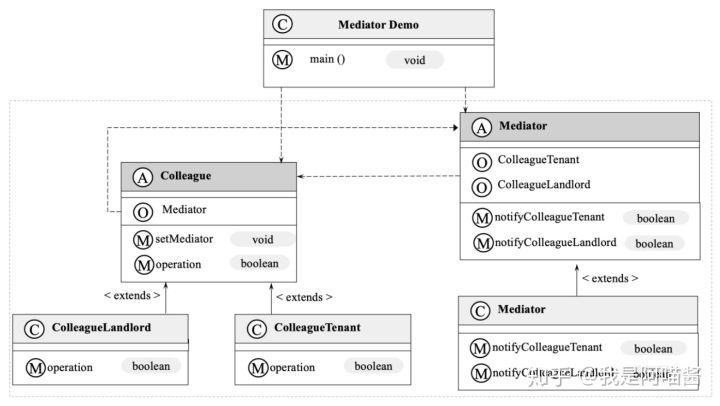 C Mediator Demo
M main () void
A Mediator
O ColleagueTenant
O ColleagueLandlord
M notifyColleagueTenant boolean
M notifyColleagueLandlord boolean
A Colleague
O Mediator
M setMediator void
M operation boolean
< extends >
< extends >
< extends >
C ColleagueLandlord
M operation boolean
C ColleagueTenant
M operation boolean
C Mediator
M notifyColleagueTenant boolean
M notifyColleagueLandlord boolean
知乎 @我是阿喵酱